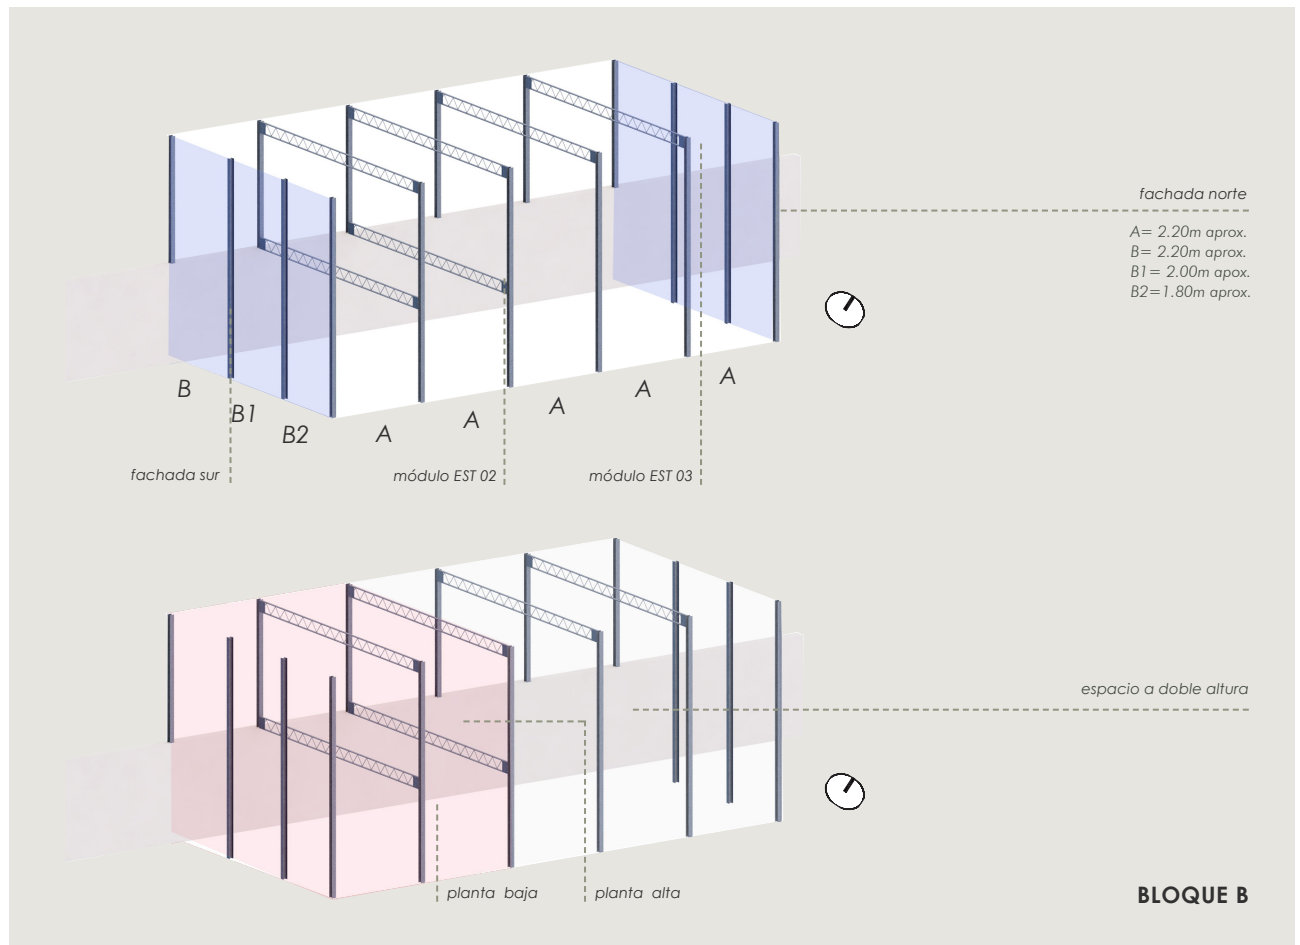 fachada norte
A= 2.20m aprox.
B= 2.20m aprox.
B1= 2.00m apox.
B2=1.80m aprox.
B
B1
B2
A
A
A
A
A
fachada sur
módulo EST 02
módulo EST 03
espacio a doble altura
planta baja
planta alta
BLOQUE B